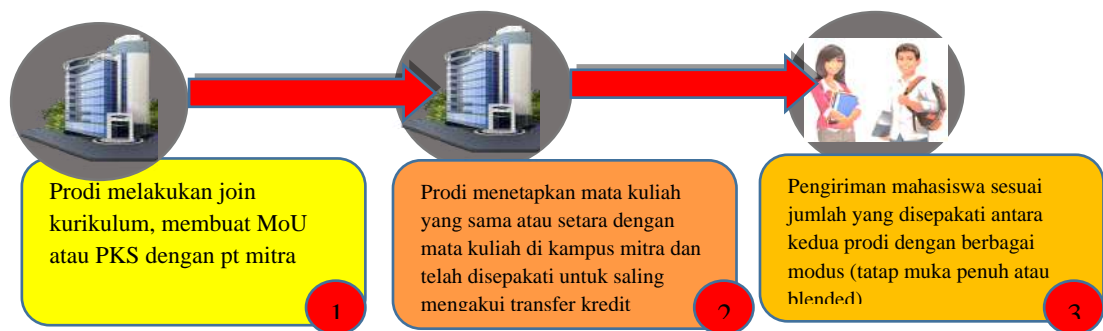 Prodi melakukan join
kurikulum, membuat MoU
atau PKS dengan pt mitra
1
Prodi menetapkan mata kuliah
yang sama atau setara dengan
mata kuliah di kampus mitra dan
telah disepakati untuk saling
mengakui transfer kredit
2
Pengiriman mahasiswa sesuai
jumlah yang disepakati antara
kedua prodi dengan berbagai
modus (tatap muka penuh atau
blended)
3